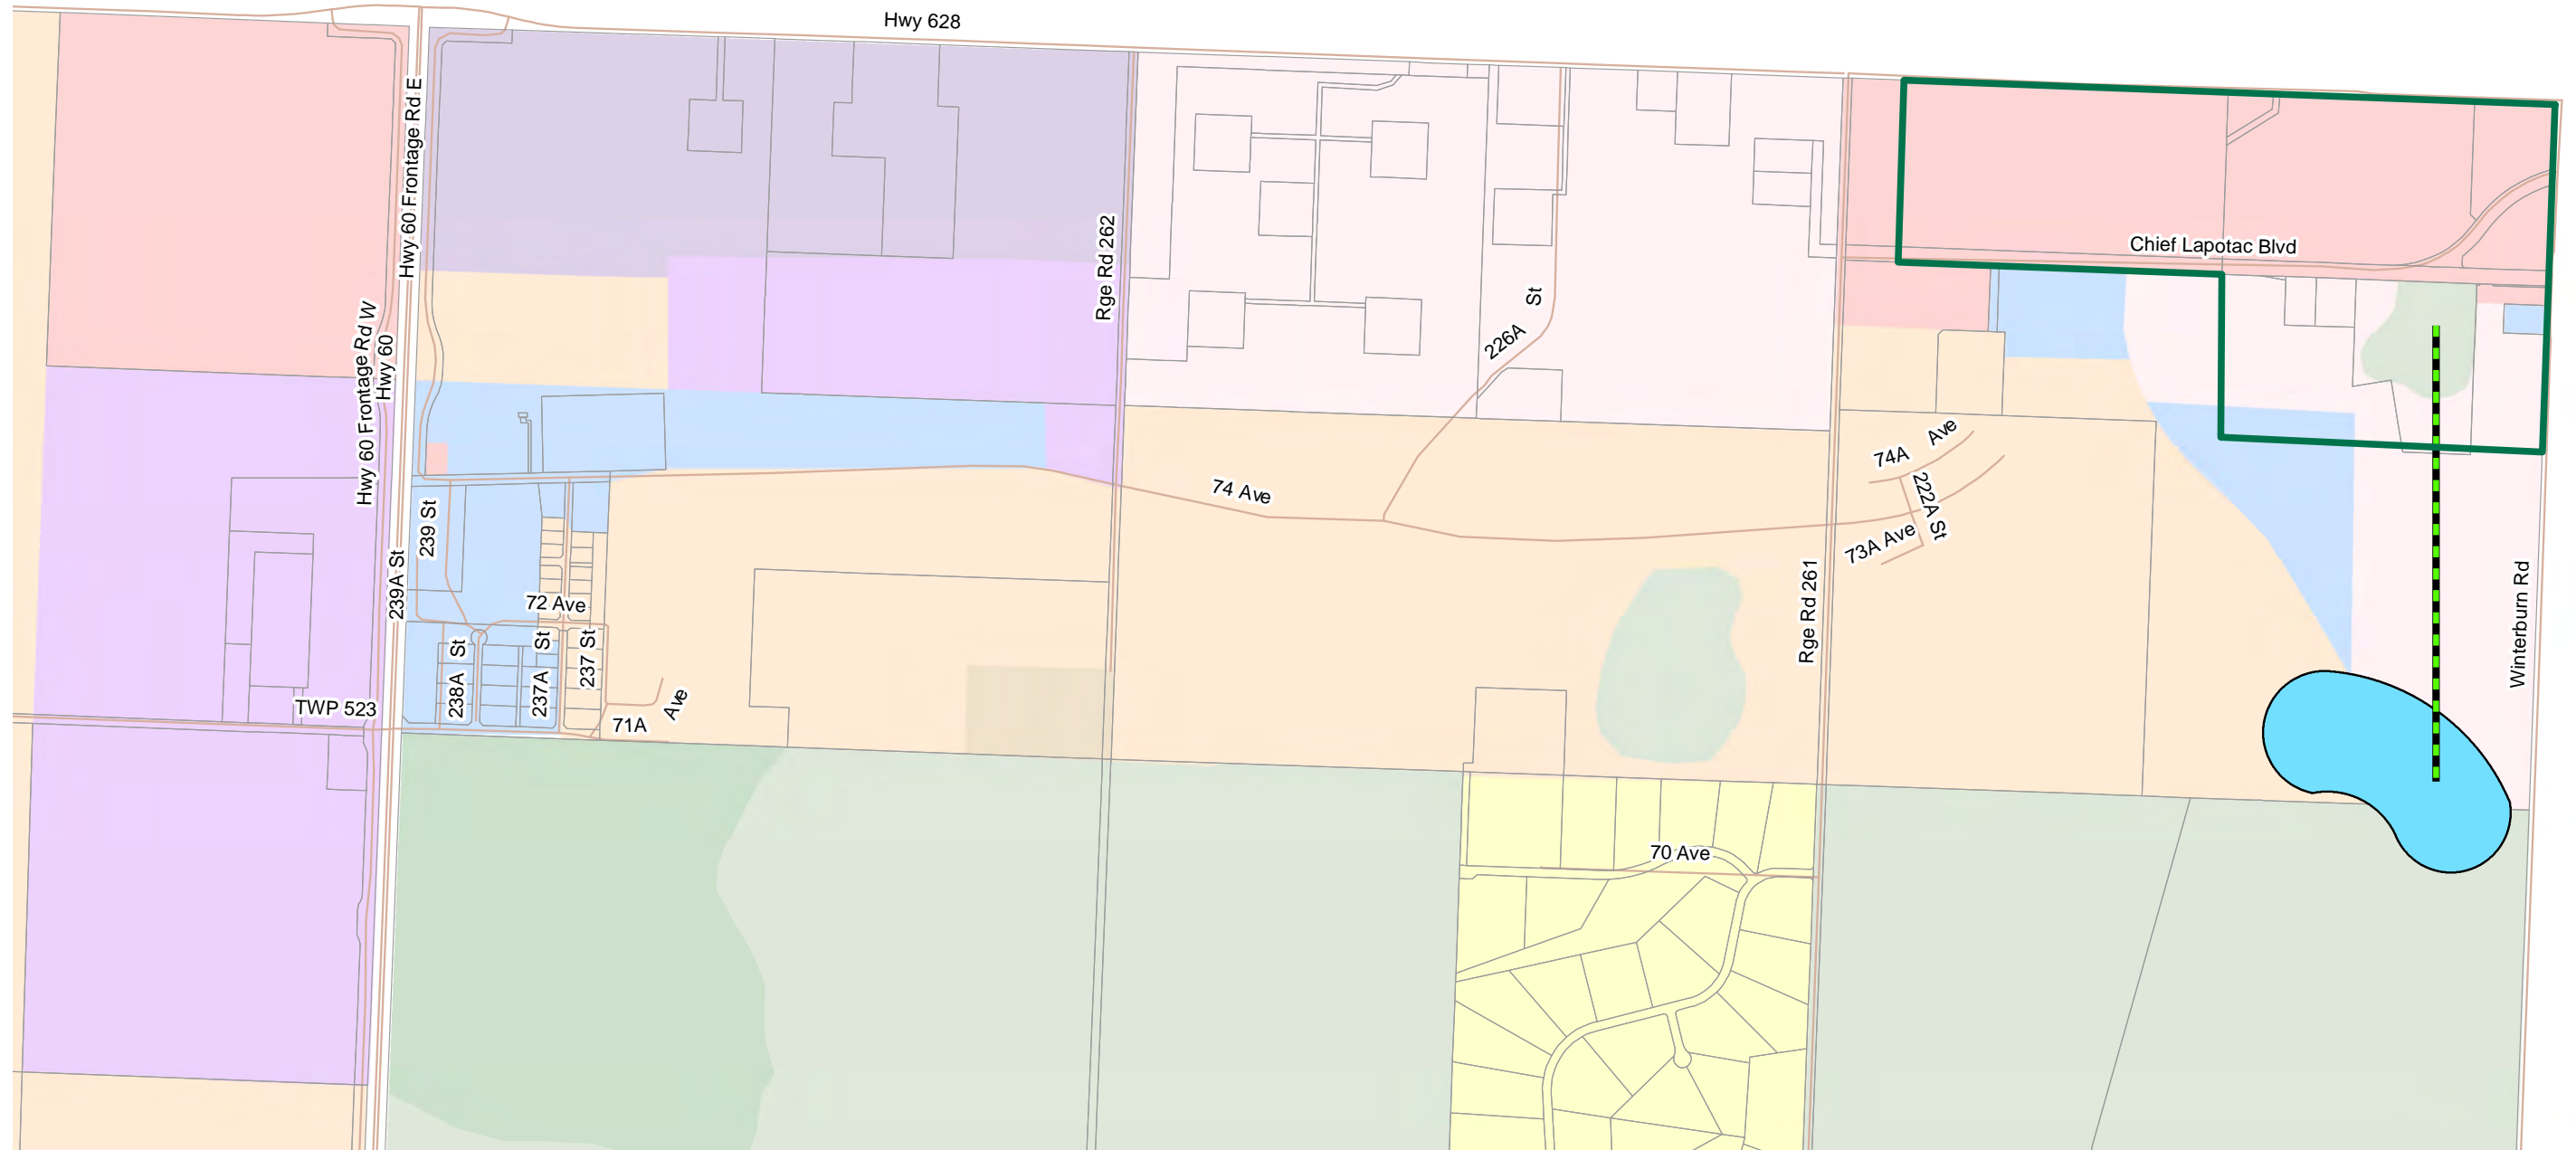 Hwy 628
Hwy 60 Frontage Rd E
Chief Lapotac Blvd
Rge Rd 262
St
226A
Hwy 60 Frontage Rd W
Hwy 60
74A
Ave
74 Ave
222A St
239 St
73A Ave
239A St
Rge Rd 261
Winterburn Rd
72 Ave
St
St
237 St
238A
237A
TWP 523
71A
Ave
70 Ave